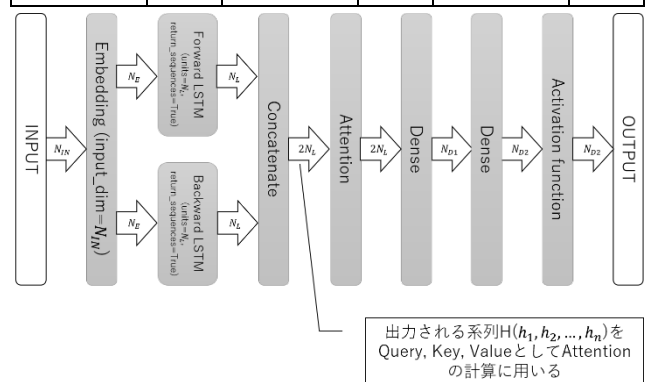 INPUT
N_IN
Embedding (input_dim=N_IN)
N_E
Forward LSTM
(units=N_L,
return_sequences=True)
N_L
N_E
Backward LSTM
(units=N_L,
return_sequences=True)
N_L
Concatenate
2N_L
Attention
2N_L
Dense
N_D1
Dense
N_D2
Activation function
N_D2
OUTPUT
出力される系列H(h_1, h_2, ..., h_n)を
Query, Key, ValueとしてAttention
の計算に用いる